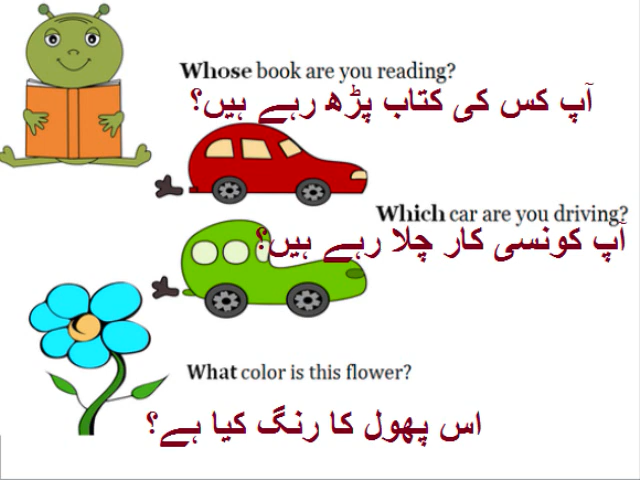 Whose book are you reading?
آپ کس کی کتاب پڑھ رہے ہیں؟
Which car are you driving?
آپ کونسی کار چلا رہے ہیں؟
What color is this flower?
اس پھول کا رنگ کیا ہے؟